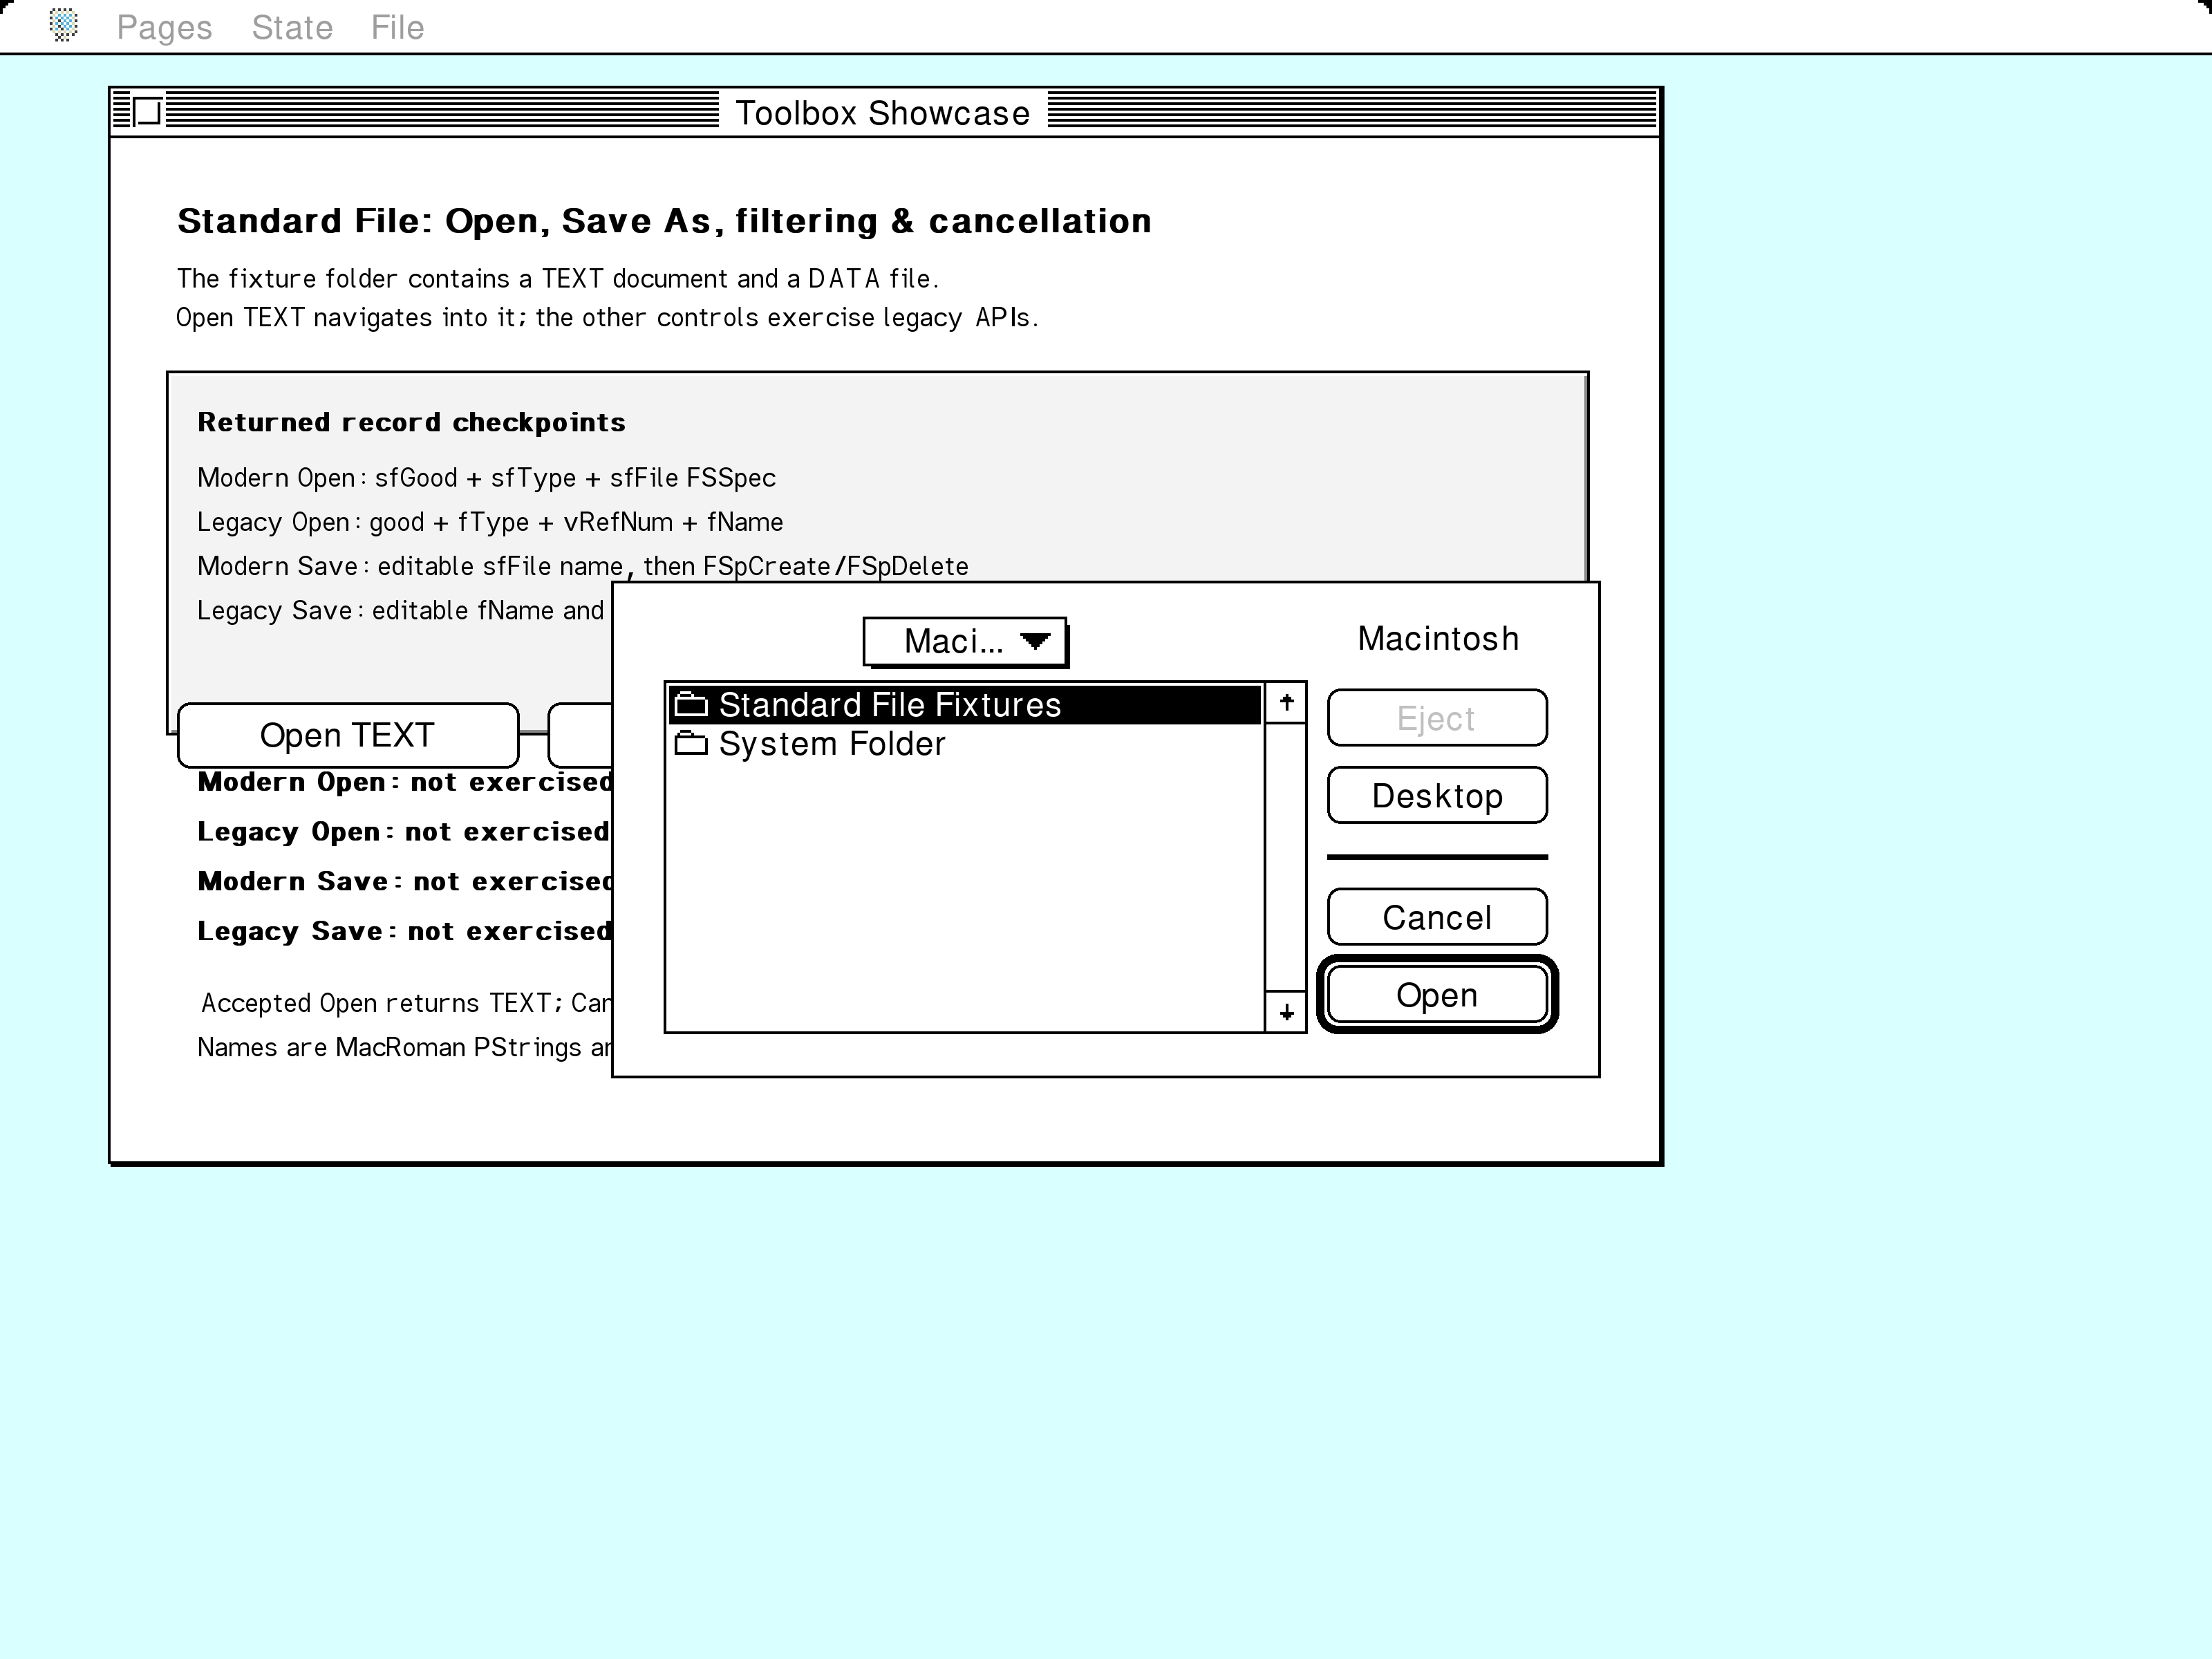 Pages State File
Toolbox Showcase
Standard File: Open, Save As, filtering & cancellation
The fixture folder contains a TEXT document and a DATA file.
Open TEXT navigates into it; the other controls exercise legacy APIs.
Returned record checkpoints
Modern Open: sfGood + sfType + sfFile FSSpec
Legacy Open: good + fType + vRefNum + fName
Modern Save: editable sfFile name, then FSpCreate/FSpDelete
Legacy Save: editable fName and
Open TEXT
Modern Open: not exercised
Legacy Open: not exercised
Modern Save: not exercised
Legacy Save: not exercised
Accepted Open returns TEXT;
Names are MacRoman PStrings
Maci...
Macintosh
Standard File Fixtures
System Folder
Eject
Desktop
Cancel
Open